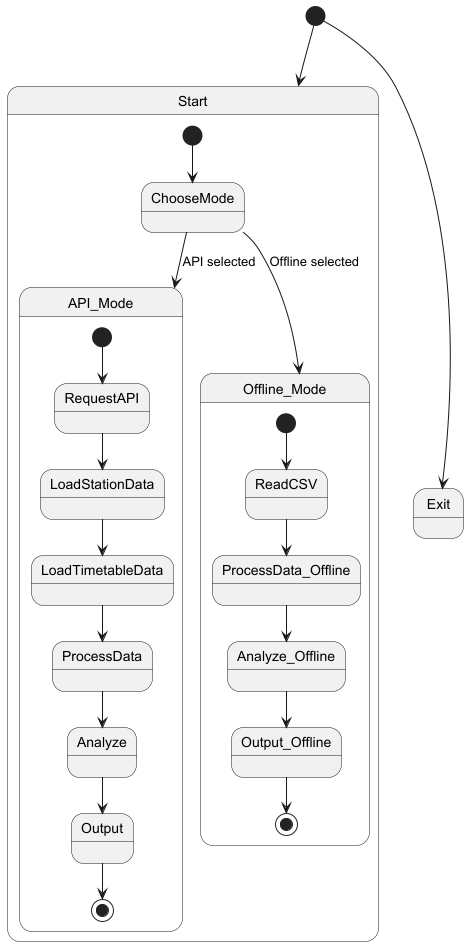 Start
ChooseMode
API selected
Offline selected
API_Mode
RequestAPI
LoadStationData
LoadTimetableData
ProcessData
Analyze
Output
Offline_Mode
ReadCSV
ProcessData_Offline
Analyze_Offline
Output_Offline
Exit